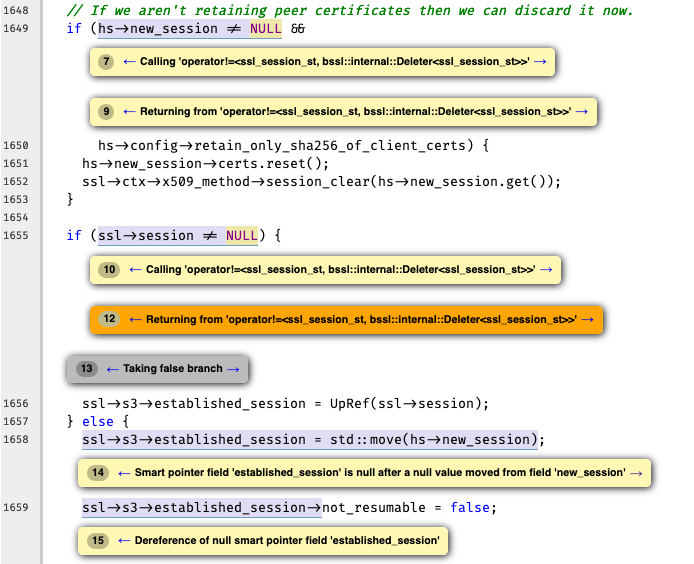 1648 // If we aren't retaining peer certificates then we can discard it now.
1649 if (hs→new_session ≠ NULL &&
7 ← Calling 'operator!=<ssl_session_st, bssl::internal::Deleter<ssl_session_st>>' →
9 ← Returning from 'operator!=<ssl_session_st, bssl::internal::Deleter<ssl_session_st>>' →
1650 hs→config→retain_only_sha256_of_client_certs) {
1651 hs→new_session→certs.reset();
1652 ssl→ctx→x509_method→session_clear(hs→new_session.get());
1653 }
1654
1655 if (ssl→session ≠ NULL) {
10 ← Calling 'operator!=<ssl_session_st, bssl::internal::Deleter<ssl_session_st>>' →
12 ← Returning from 'operator!=<ssl_session_st, bssl::internal::Deleter<ssl_session_st>>' →
13 ← Taking false branch →
1656 ssl→s3→established_session = UpRef(ssl→session);
1657 } else {
1658 ssl→s3→established_session = std::move(hs→new_session);
14 ← Smart pointer field 'established_session' is null after a null value moved from field 'new_session' →
1659 ssl→s3→established_session→not_resumable = false;
15 ← Dereference of null smart pointer field 'established_session'